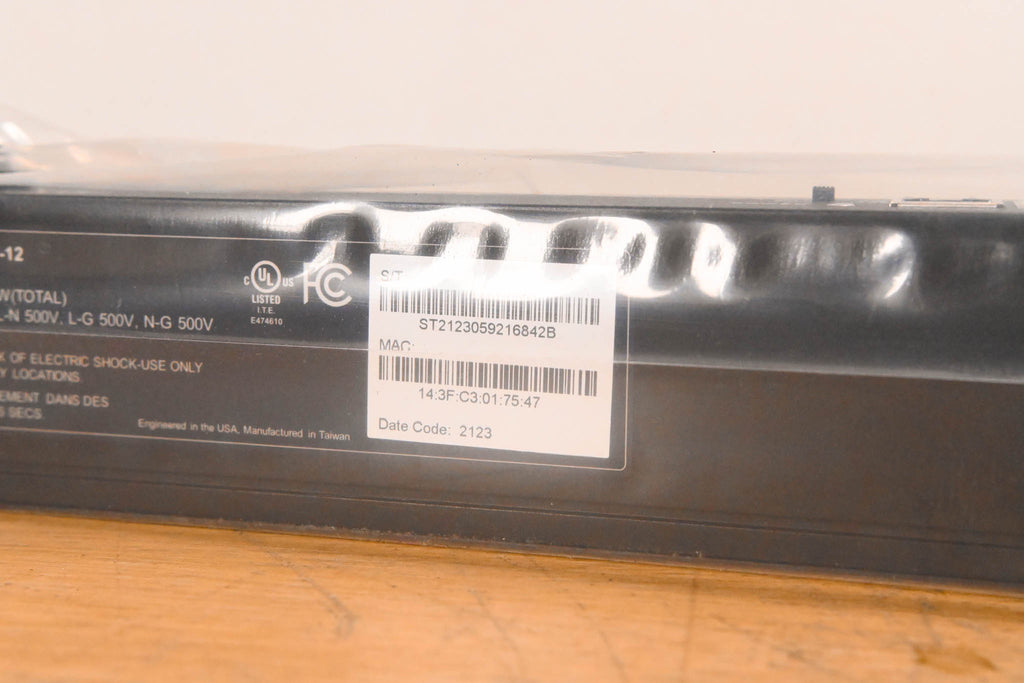 -12
W(TOTAL)
L-N 500V, L-G 500V, N-G 500V
K OF ELECTRIC SHOCK-USE ONLY
Y LOCATIONS
EMENT DANS DES
SECS.
Engineered in the USA, Manufactured in Taiwan
C UL US
LISTED
I.T.E.
E474610
FC
S/T
ST2123059216842B
MAC:
14:3F:C3:01:75:47
Date Code: 2123